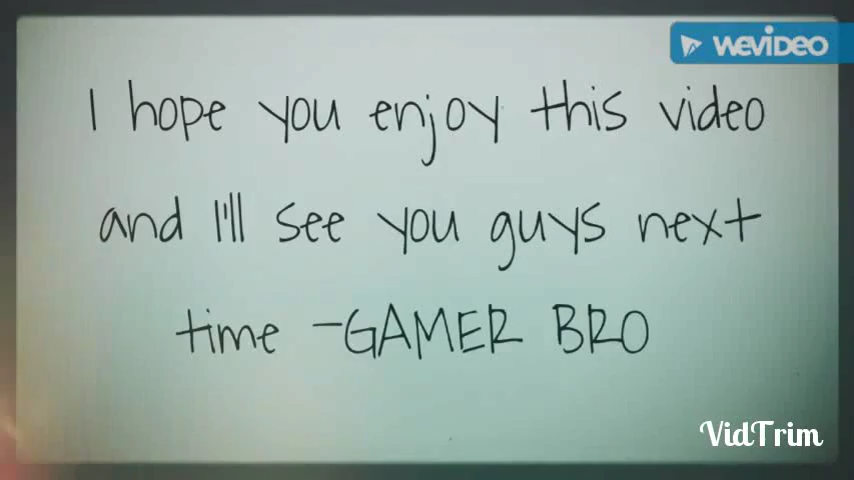 WEVIDEO
I hope you enjoy this video
and I'll see you guys next
time -GAMER BRO
VidTrim